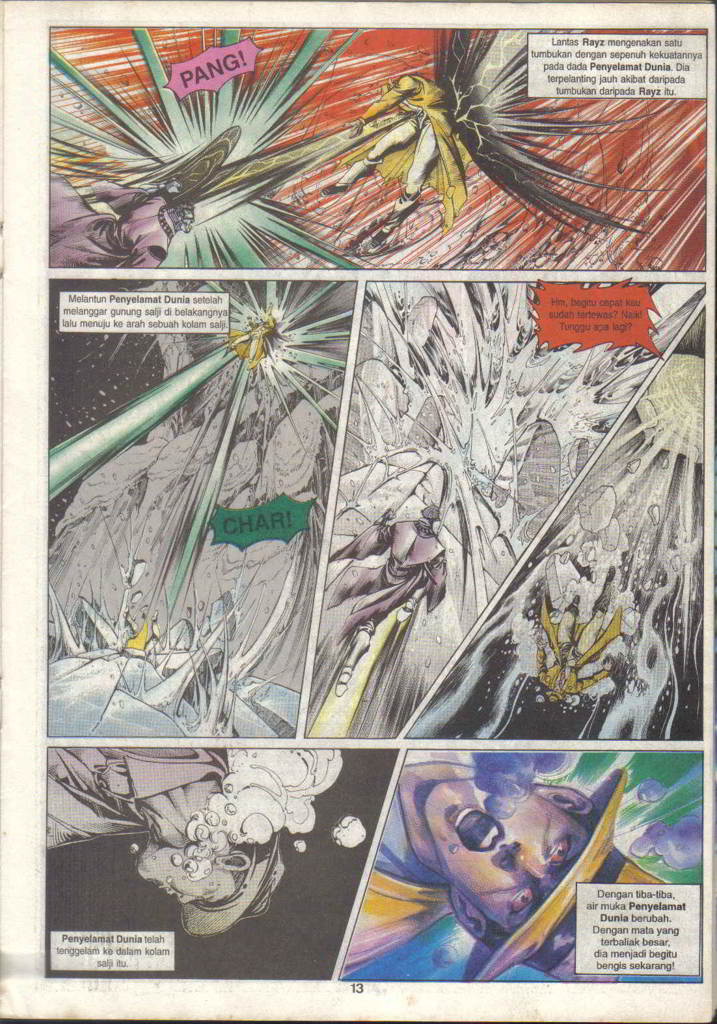 PANG!
Lantas Rayz mengenakan satu
tumbukan dengan sepenuh kekuatannya
pada dada Penyelamat Dunia. Dia
terpelanting jauh akibat daripada
tumbukan daripada Rayz itu.
Melantun Penyelamat Dunia setelah
melanggar gunung salji di belakangnya
lalu menuju ke arah sebuah kolam salji.
CHAR!
Hm, begitu cepat kau
sudah tertewas? Naik!
Tunggu apa lagi?
Penyelamat Dunia telah
tenggelam ke dalam kolam
salji itu.
Dengan tiba-tiba,
air muka Penyelamat
Dunia berubah.
Dengan mata yang
terbaliak besar,
dia menjadi begitu
bengis sekarang!
13